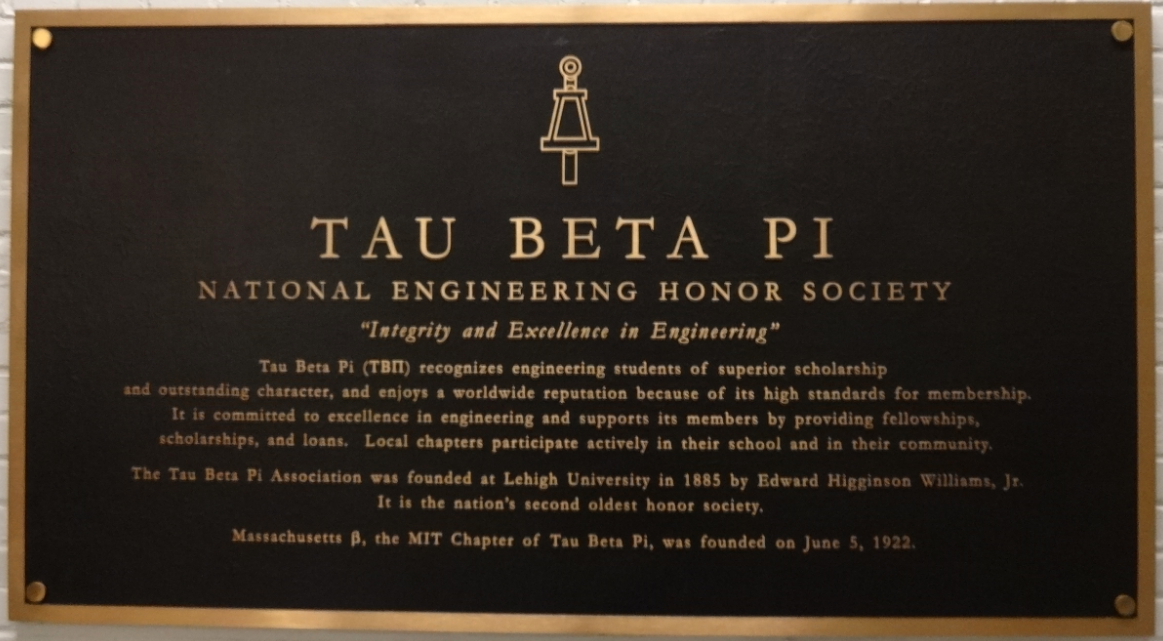 TAU BETA PI
NATIONAL ENGINEERING HONOR SOCIETY
“Integrity and Excellence in Engineering”
Tau Beta Pi (TBΠ) recognizes engineering students of superior scholarship
and outstanding character, and enjoys a worldwide reputation because of its high standards for membership.
It is committed to excellence in engineering and supports its members by providing fellowships,
scholarships, and loans. Local chapters participate actively in their school and in their community.
The Tau Beta Pi Association was founded at Lehigh University in 1885 by Edward Higginson Williams, Jr.
It is the nation's second oldest honor society.
Massachusetts β, the MIT Chapter of Tau Beta Pi, was founded on June 5, 1922.